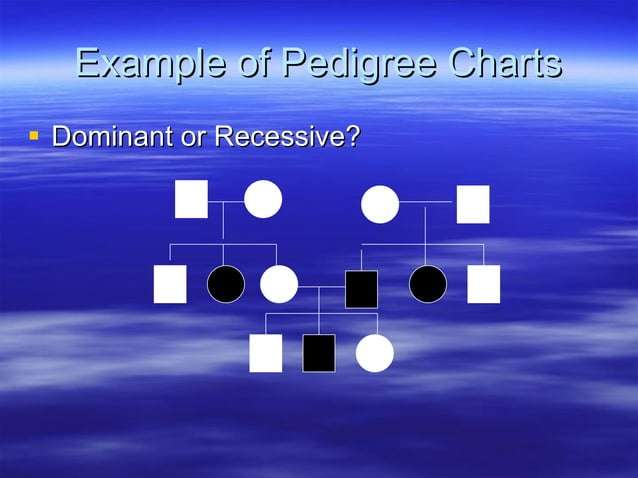 Example of Pedigree Charts
Dominant or Recessive?